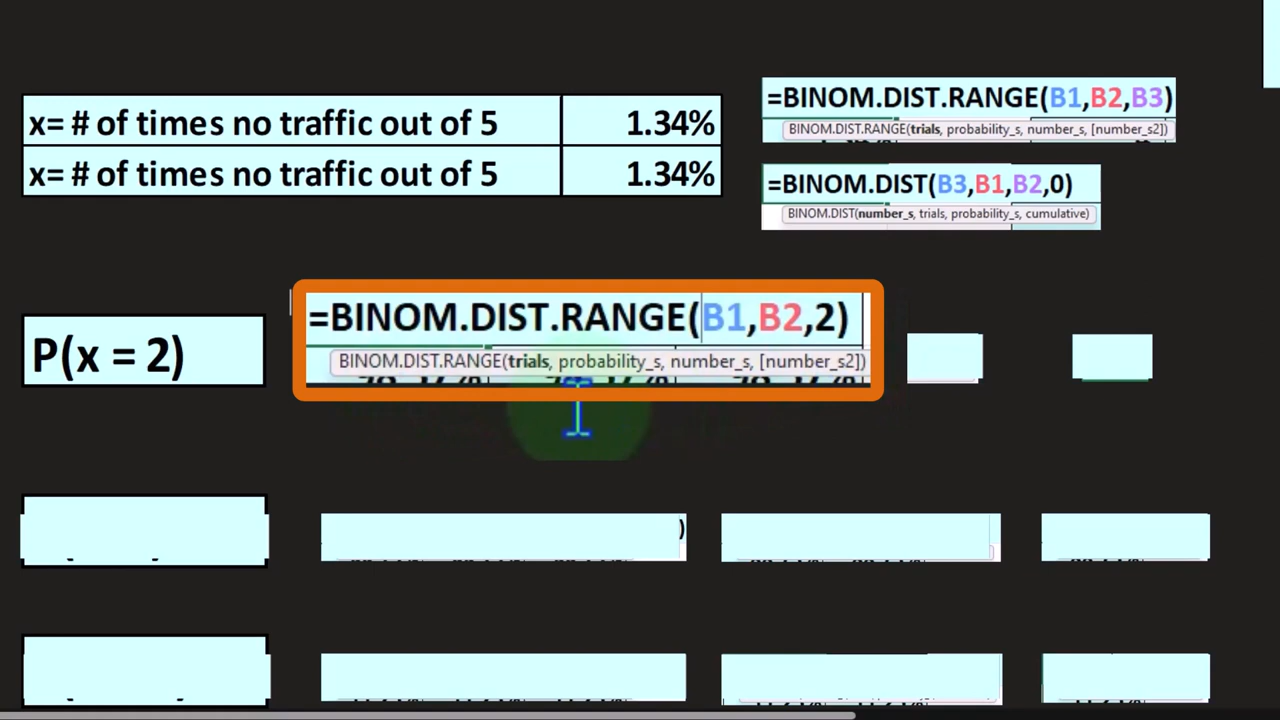 x= # of times no traffic out of 5 1.34%
x= # of times no traffic out of 5 1.34%
=BINOM.DIST.RANGE(B1,B2,B3)
BINOM.DIST.RANGE(trials, probability_s, number_s, [number_s2])
=BINOM.DIST(B3,B1,B2,0)
BINOM.DIST(number_s, trials, probability_s, cumulative)
P(x = 2)
=BINOM.DIST.RANGE(B1,B2,2)
BINOM.DIST.RANGE(trials, probability_s, number_s, [number_s2])
)